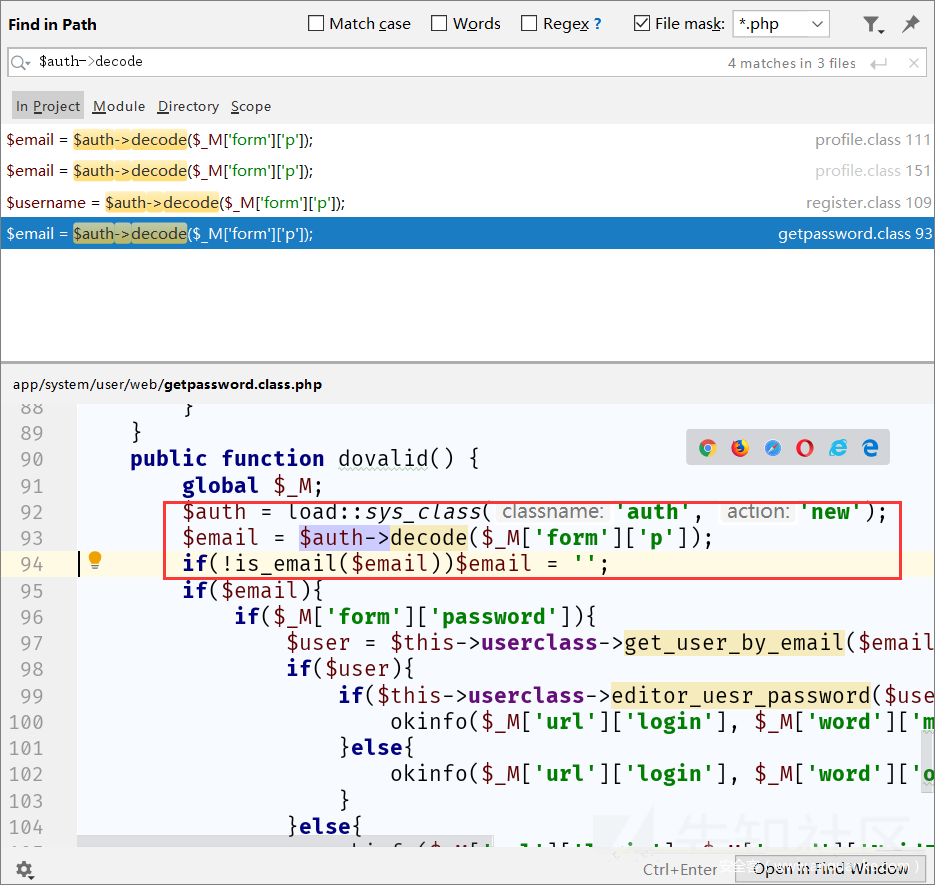 Find in Path Match case Words Regex ? File mask: *.php
$auth->decode 4 matches in 3 files
In Project Module Directory Scope
$email = $auth->decode($_M['form']['p']); profile.class 111
$email = $auth->decode($_M['form']['p']); profile.class 151
$username = $auth->decode($_M['form']['p']); register.class 109
$email = $auth->decode($_M['form']['p']); getpassword.class 93
app/system/user/web/getpassword.class.php
88 }
89 }
90 public function dovalid() {
91 global $_M;
92 $auth = load::sys_class( classname: 'auth', action: 'new');
93 $email = $auth->decode($_M['form']['p']);
94 if(!is_email($email))$email = '';
95 if($email){
96 if($_M['form']['password']){
97 $user = $this->userclass->get_user_by_email($email
98 if($user){
99 if($this->userclass->editor_uesr_password($use
100 okinfo($_M['url']['login'], $_M['word']['m
101 }else{
102 okinfo($_M['url']['login'], $_M['word']['o
103 }
104 }else{
先知社区
Ctrl+Enter Open in Find Window